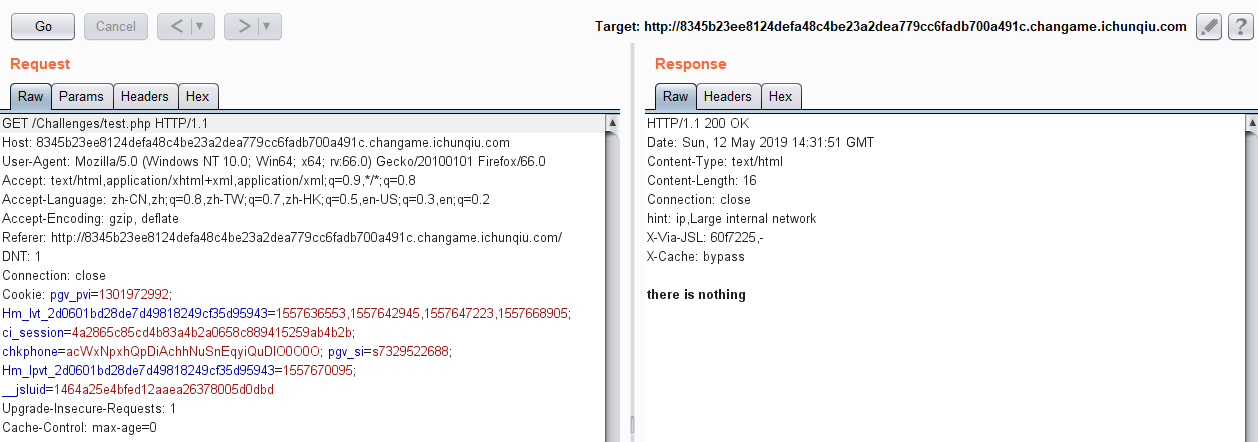 Go Cancel < > Target: http://8345b23ee8124defa48c4be23a2dea779cc6fadb700a491c.changame.ichunqiu.com ?
Request
Raw Params Headers Hex
GET /Challenges/test.php HTTP/1.1
Host: 8345b23ee8124defa48c4be23a2dea779cc6fadb700a491c.changame.ichunqiu.com
User-Agent: Mozilla/5.0 (Windows NT 10.0; Win64; x64; rv:66.0) Gecko/20100101 Firefox/66.0
Accept: text/html,application/xhtml+xml,application/xml;q=0.9,*/*;q=0.8
Accept-Language: zh-CN,zh;q=0.8,zh-TW;q=0.7,zh-HK;q=0.5,en-US;q=0.3,en;q=0.2
Accept-Encoding: gzip, deflate
Referer: http://8345b23ee8124defa48c4be23a2dea779cc6fadb700a491c.changame.ichunqiu.com/
DNT: 1
Connection: close
Cookie: pgv_pvi=1301972992;
Hm_lvt_2d0601bd28de7d49818249cf35d95943=1557636553,1557642945,1557647223,1557668905;
ci_session=4a2865c85cd4b83a4b2a0658c889415259ab4b2b;
chkphone=acWxNpxhQpDiAchhNuSnEqyiQuDIO0O0O; pgv_si=s7329522688;
Hm_lpvt_2d0601bd28de7d49818249cf35d95943=1557670095;
__jsluid=1464a25e4bfed12aaea26378005d0dbd
Upgrade-Insecure-Requests: 1
Cache-Control: max-age=0
Response
Raw Headers Hex
HTTP/1.1 200 OK
Date: Sun, 12 May 2019 14:31:51 GMT
Content-Type: text/html
Content-Length: 16
Connection: close
hint: ip,Large internal network
X-Via-JSL: 60f7225,-
X-Cache: bypass
there is nothing